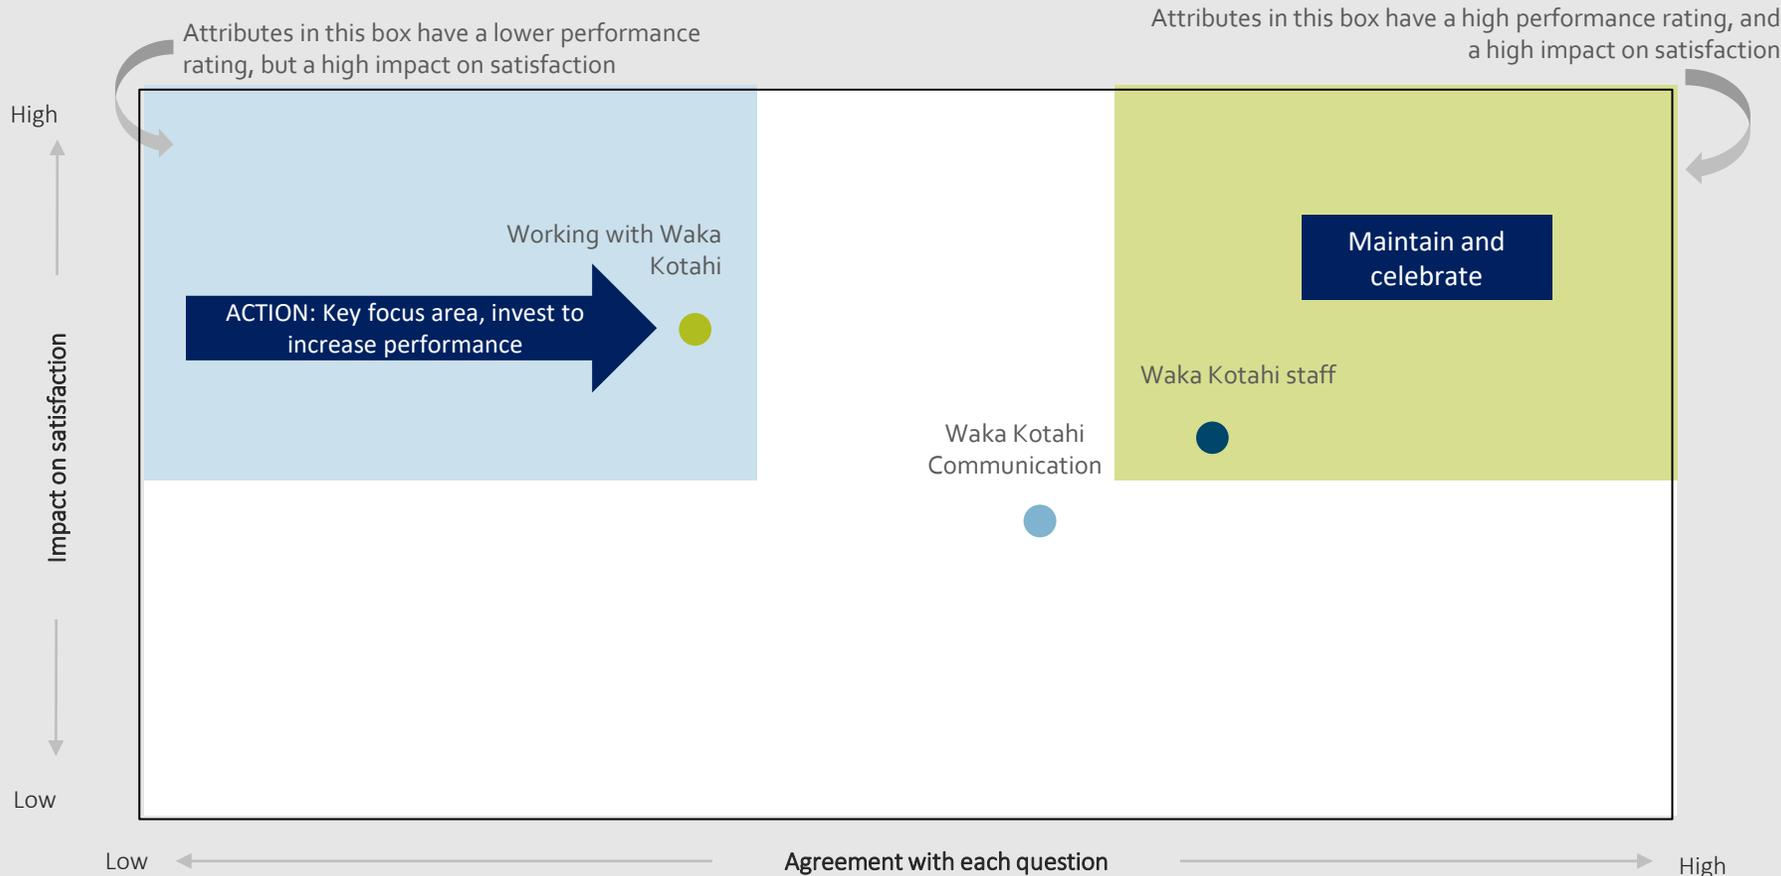 Attributes in this box have a lower performance
rating, but a high impact on satisfaction
Attributes in this box have a high performance rating, and
a high impact on satisfaction
High
Working with Waka
Kotahi
Maintain and
celebrate
ACTION: Key focus area, invest to
increase performance
Waka Kotahi staff
Waka Kotahi
Communication
Impact on satisfaction
Low
Low
Agreement with each question
High